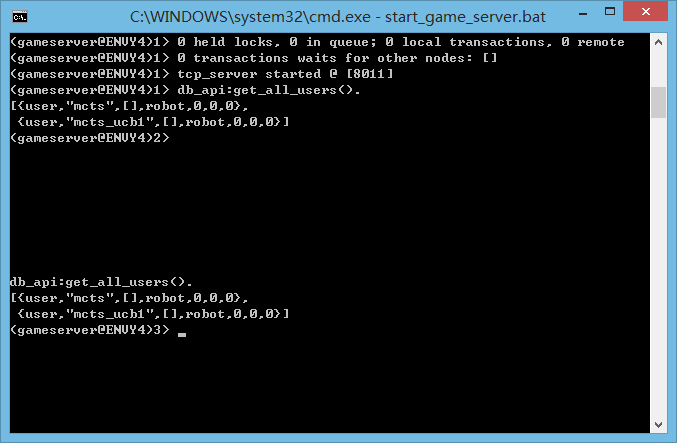 C:\WINDOWS\system32\cmd.exe - start_game_server.bat
(gameserver@ENVY4)1> 0 held locks, 0 in queue; 0 local transactions, 0 remote
(gameserver@ENVY4)1> 0 transactions waits for other nodes: []
(gameserver@ENVY4)1> tcp_server started @ [8011]
(gameserver@ENVY4)1> db_api:get_all_users().
[{user,"mcts",[],robot,0,0,0},
 {user,"mcts_ucb1",[],robot,0,0,0}]
(gameserver@ENVY4)2>
db_api:get_all_users().
[{user,"mcts",[],robot,0,0,0},
 {user,"mcts_ucb1",[],robot,0,0,0}]
(gameserver@ENVY4)3>